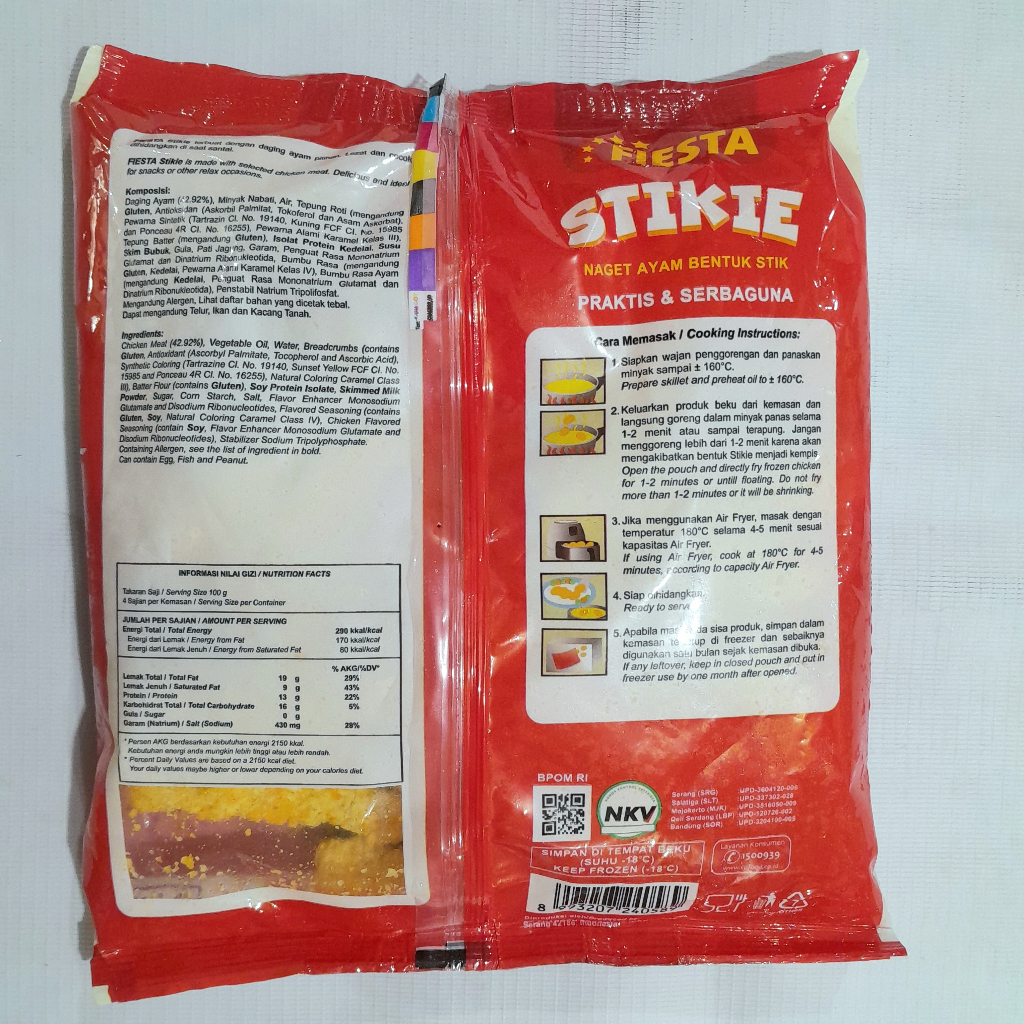 FIESTA Stikie terbuat dengan daging ayam pilihan. Lezat dan cocok
dihidangkan di saat santai.
FIESTA Stikie is made with selected chicken meat. Delicious and ideal
for snacks or other relax occasions.
Komposisi:
Daging Ayam (42.92%), Minyak Nabati, Air, Tepung Roti (mengandung
Gluten, Antioksidan (Askorbil Palmitat, Tokoferol dan Asam Askorbat),
Pewarna Sintetik (Tartrazin CI. No. 19140, Kuning FCF CI. No. 15985
dan Ponceau 4R CI. No. 16255), Pewarna Alami Karamel Kelas III),
Tepung Batter (mengandung Gluten), Isolat Protein Kedelai, Susu
Skim Bubuk, Gula, Pati Jagung, Garam, Penguat Rasa Mononatrium
Glutamat dan Dinatrium Ribonukleotida, Bumbu Rasa (mengandung
Gluten, Kedelai, Pewarna Alami Karamel Kelas IV), Bumbu Rasa Ayam
(mengandung Kedelai, Penguat Rasa Mononatrium Glutamat dan
Dinatrium Ribonukleotida), Penstabil Natrium Tripolifosfat.
Mengandung Alergen, Lihat daftar bahan yang dicetak tebal.
Dapat mengandung Telur, Ikan dan Kacang Tanah.
Ingredients:
Chicken Meat (42.92%), Vegetable Oil, Water, Breadcrumbs (contains
Gluten, Antioxidant (Ascorbyl Palmitate, Tocopherol and Ascorbic Acid),
Synthetic Coloring (Tartrazine CI. No. 19140, Sunset Yellow FCF CI. No.
15985 and Ponceau 4R CI. No. 16255), Natural Coloring Caramel Class
III), Batter Flour (contains Gluten), Soy Protein Isolate, Skimmed Milk
Powder, Sugar, Corn Starch, Salt, Flavor Enhancer Monosodium
Glutamate and Disodium Ribonucleotides, Flavored Seasoning (contains
Gluten, Soy, Natural Coloring Caramel Class IV), Chicken Flavored
Seasoning (contain Soy, Flavor Enhancer Monosodium Glutamate and
Disodium Ribonucleotides), Stabilizer Sodium Tripolyphosphate.
Containing Allergen, see the list of ingredient in bold.
Can contain Egg, Fish and Peanut.
INFORMASI NILAI GIZI / NUTRITION FACTS
Takaran Saji / Serving Size 100 g
4 Sajian per Kemasan / Serving Size per Container
JUMLAH PER SAJIAN / AMOUNT PER SERVING
Energi Total / Total Energy 290 kkal/kcal
Energi dari Lemak / Energy from Fat 170 kkal/kcal
Energi dari Lemak Jenuh / Energy from Saturated Fat 80 kkal/kcal
% AKG/%DV*
Lemak Total / Total Fat 19 g 29%
Lemak Jenuh / Saturated Fat 9 g 43%
Protein / Protein 13 g 22%
Karbohidrat Total / Total Carbohydrate 16 g 5%
Gula / Sugar 0 g
Garam (Natrium) / Salt (Sodium) 430 mg 28%
* Persen AKG berdasarkan kebutuhan energi 2150 kkal.
Kebutuhan energi anda mungkin lebih tinggi atau lebih rendah.
* Percent Daily Values are based on a 2150 kcal diet.
Your daily values maybe higher or lower depending on your calories diet.
FIESTA
STIKIE
NAGET AYAM BENTUK STIK
PRAKTIS & SERBAGUNA
Cara Memasak / Cooking Instructions:
1. Siapkan wajan penggorengan dan panaskan
minyak sampai ± 160°C.
Prepare skillet and preheat oil to ± 160°C.
2. Keluarkan produk beku dari kemasan dan
langsung goreng dalam minyak panas selama
1-2 menit atau sampai terapung. Jangan
menggoreng lebih dari 1-2 menit karena akan
mengakibatkan bentuk Stikie menjadi kempis.
Open the pouch and directly fry frozen chicken
for 1-2 minutes or untill floating. Do not fry
more than 1-2 minutes or it will be shrinking.
3. Jika menggunakan Air Fryer, masak dengan
temperatur 180°C selama 4-5 menit sesuai
kapasitas Air Fryer.
If using Air Fryer, cook at 180°C for 4-5
minutes, according to capacity Air Fryer.
4. Siap dihidangkan.
Ready to serve
5. Apabila masih ada sisa produk, simpan dalam
kemasan tertutup di freezer dan sebaiknya
digunakan satu bulan sejak kemasan dibuka.
If any leftover, keep in closed pouch and put in
freezer use by one month after opened.
BPOM RI
NKV
Serang (SRG)
Salatiga (SLT) :UPD-337302-028
Mojokerto (MJK)
Deli Serdang (LBP) :UPD-120726-002
Bandung (SOR)
SIMPAN DI TEMPAT BEKU
(SUHU -18°C)
KEEP FROZEN (-18°C)
Layanan Konsumen
1500939
8
Serang 42186, Indonesia